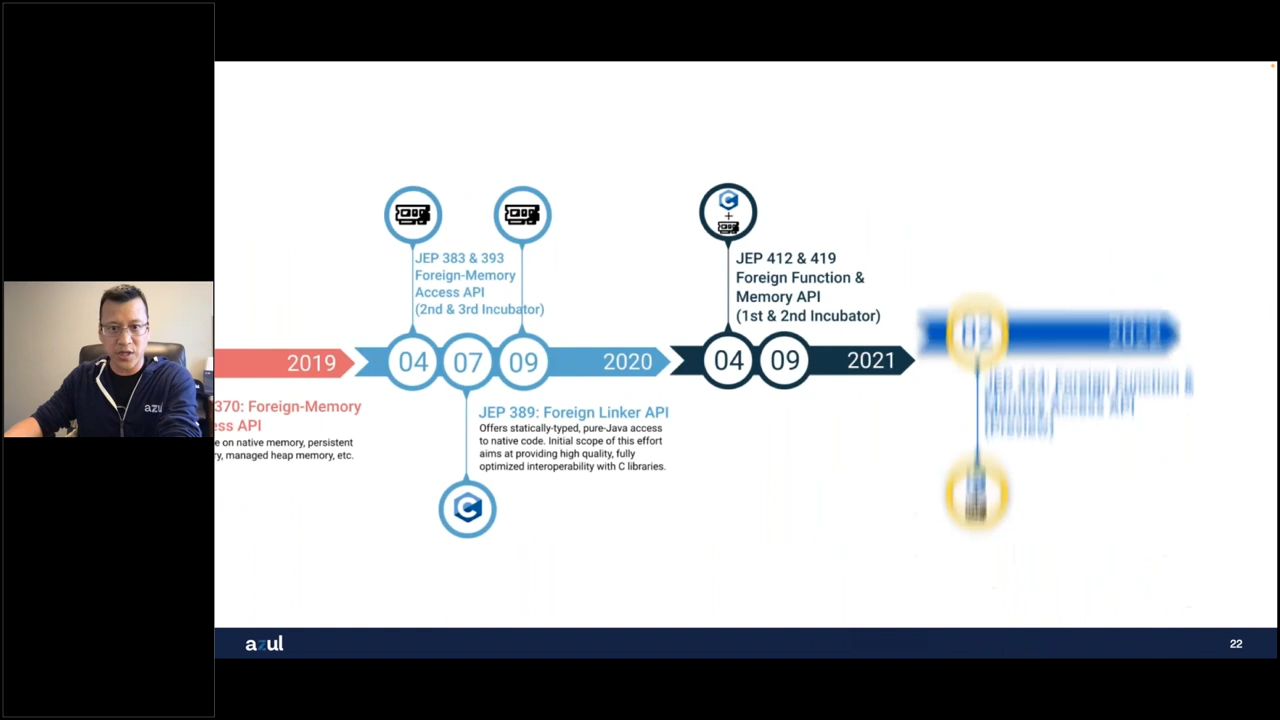 JEP 383 & 393
Foreign-Memory
Access API
(2nd & 3rd Incubator)
+
JEP 412 & 419
Foreign Function &
Memory API
(1st & 2nd Incubator)
2019
04
07
09
2020
04
09
2021
370: Foreign-Memory
ess API
e on native memory, persistent
ry, managed heap memory, etc.
JEP 389: Foreign Linker API
Offers statically-typed, pure-Java access
to native code. Initial scope of this effort
aims at providing high quality, fully
optimized interoperability with C libraries.
C
C
azul
azul
22